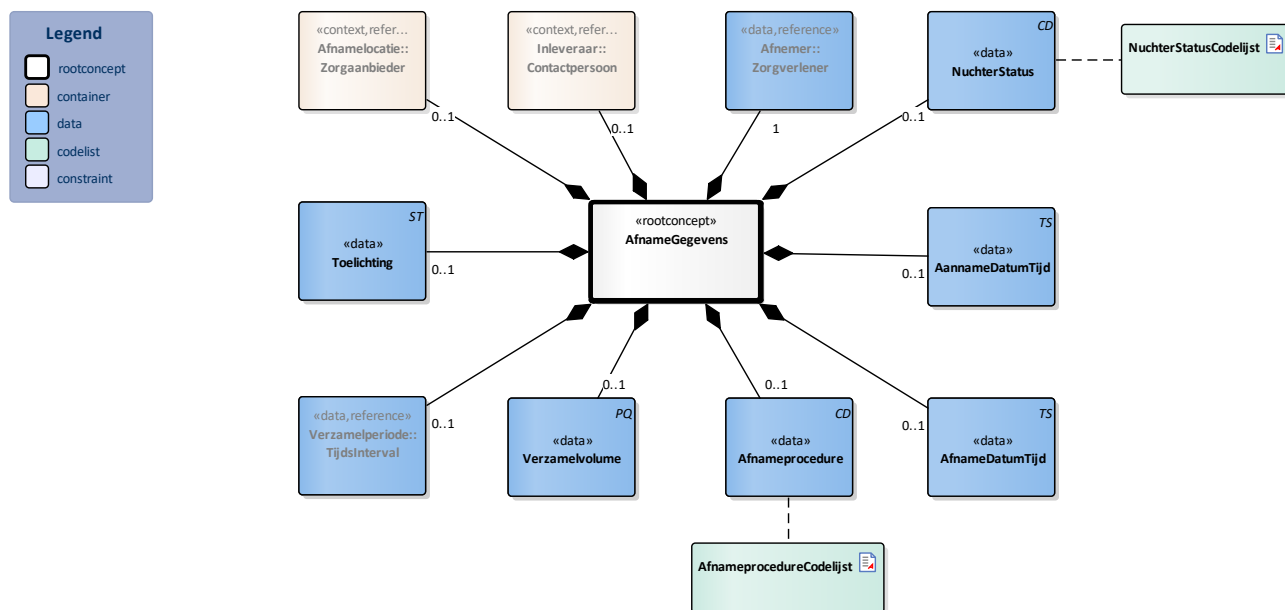 Legend
rootconcept
container
data
codelist
constraint
«context,refer...
Afnamelocatie::
Zorgaanbieder
0..1
«context,refer...
Inleveraar::
Contactpersoon
0..1
«data,reference»
Afnemer::
Zorgverlener
1
CD
«data»
NuchterStatus
0..1
NuchterStatusCodelijst
ST
«data»
Toelichting
0..1
«rootconcept»
AfnameGegevens
TS
«data»
AannameDatumTijd
0..1
«data,reference»
Verzamelperiode::
TijdsInterval
0..1
PQ
«data»
Verzamelvolume
0..1
CD
«data»
Afnameprocedure
0..1
TS
«data»
AfnameDatumTijd
0..1
AfnameprocedureCodelijst